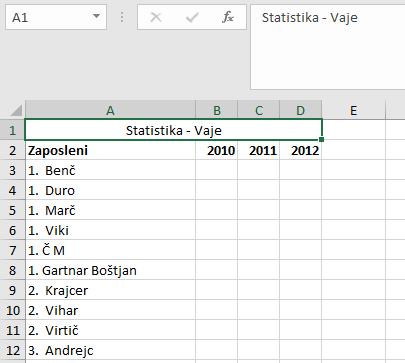 A1 fx Statistika - Vaje
A B C D E
1 Statistika - Vaje
2 Zaposleni 2010 2011 2012
3 1. Benč
4 1. Duro
5 1. Marč
6 1. Viki
7 1. Č M
8 1. Gartnar Boštjan
9 2. Krajcer
10 2. Vihar
11 2. Virtič
12 3. Andrejc